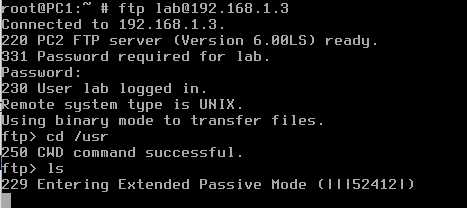 root@PC1:~ # ftp lab@192.168.1.3
Connected to 192.168.1.3.
220 PC2 FTP server (Version 6.00LS) ready.
331 Password required for lab.
Password:
230 User lab logged in.
Remote system type is UNIX.
Using binary mode to transfer files.
ftp> cd /usr
250 CWD command successful.
ftp> ls
229 Entering Extended Passive Mode (|||52412|)